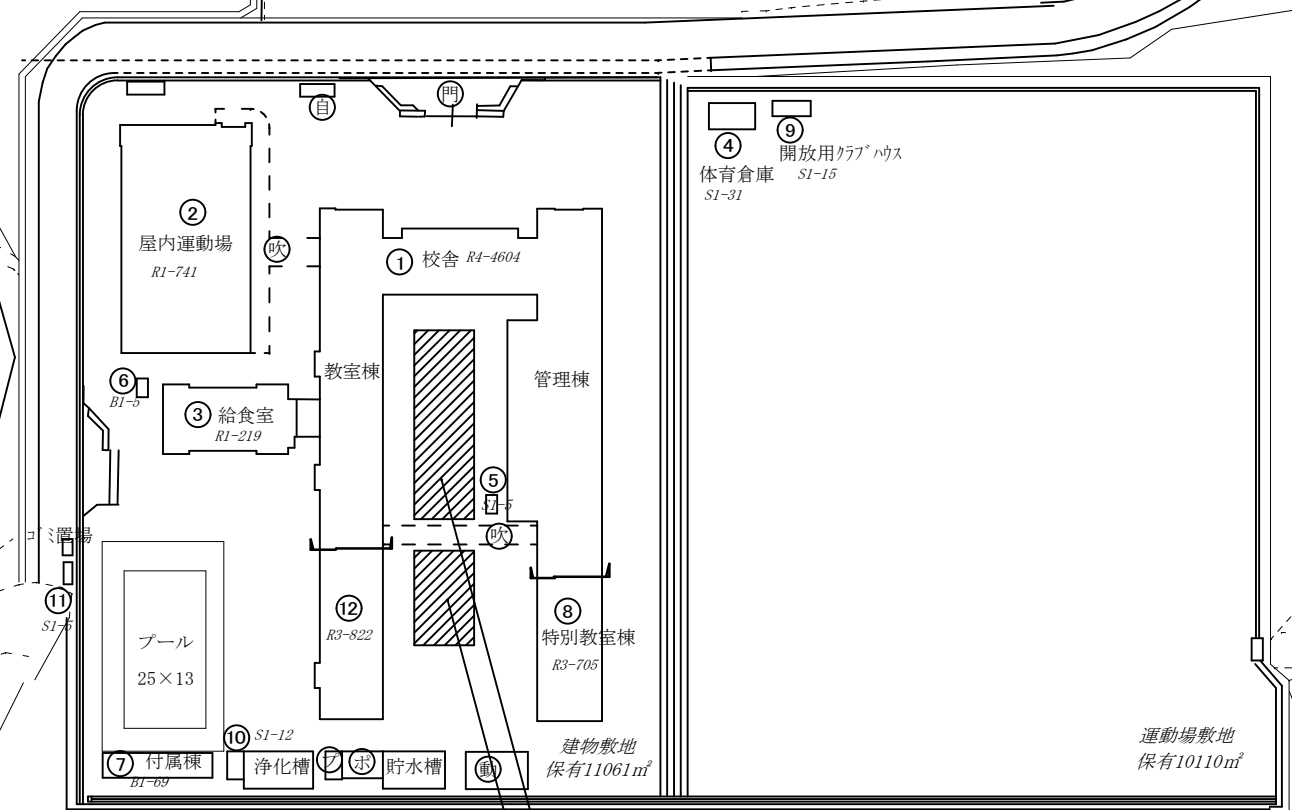 自
門
④
体育倉庫
S1-31
⑨
開放用ｸﾗﾌﾞﾊｳｽ
S1-15
②
屋内運動場
R1-741
吹
① 校舎 R4-4604
教室棟
管理棟
⑥
B1-5
③ 給食室
R1-219
⑤
S1-5
吹
ゴミ置場
⑪
S1-5
プール
25×13
⑫
R3-822
⑧
特別教室棟
R3-705
⑦ 付属棟
B1-69
⑩ S1-12
浄化槽
プ
ポ
貯水槽
動
建物敷地
保有11061㎡
運動場敷地
保有10110㎡